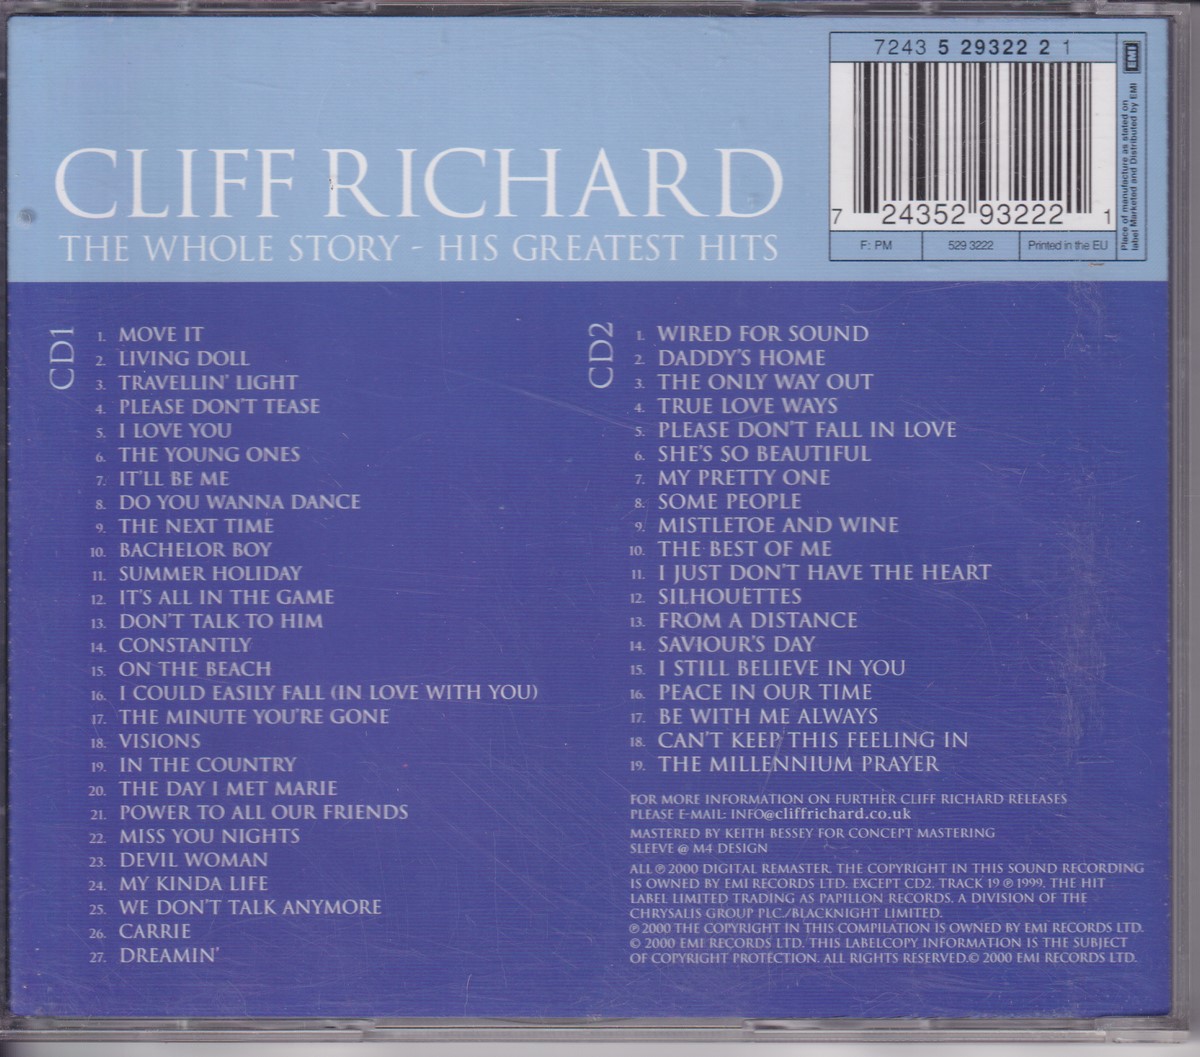 7243 5 29322 2 1
EMI
Place of manufacture as stated on
label Marketed and Distributed by EMI
7 24352 93222 1
F: PM
529 3222
Printed in the EU
CLIFF RICHARD
THE WHOLE STORY - HIS GREATEST HITS
CD1
1. MOVE IT
2. LIVING DOLL
3. TRAVELLIN' LIGHT
4. PLEASE DON'T TEASE
5. I LOVE YOU
6. THE YOUNG ONES
7. IT'LL BE ME
8. DO YOU WANNA DANCE
9. THE NEXT TIME
10. BACHELOR BOY
11. SUMMER HOLIDAY
12. IT'S ALL IN THE GAME
13. DON'T TALK TO HIM
14. CONSTANTLY
15. ON THE BEACH
16. I COULD EASILY FALL (IN LOVE WITH YOU)
17. THE MINUTE YOU'RE GONE
18. VISIONS
19. IN THE COUNTRY
20. THE DAY I MET MARIE
21. POWER TO ALL OUR FRIENDS
22. MISS YOU NIGHTS
23. DEVIL WOMAN
24. MY KINDA LIFE
25. WE DON'T TALK ANYMORE
26. CARRIE
27. DREAMIN'
CD2
1. WIRED FOR SOUND
2. DADDY'S HOME
3. THE ONLY WAY OUT
4. TRUE LOVE WAYS
5. PLEASE DON'T FALL IN LOVE
6. SHE'S SO BEAUTIFUL
7. MY PRETTY ONE
8. SOME PEOPLE
9. MISTLETOE AND WINE
10. THE BEST OF ME
11. I JUST DON'T HAVE THE HEART
12. SILHOUETTES
13. FROM A DISTANCE
14. SAVIOUR'S DAY
15. I STILL BELIEVE IN YOU
16. PEACE IN OUR TIME
17. BE WITH ME ALWAYS
18. CAN'T KEEP THIS FEELING IN
19. THE MILLENNIUM PRAYER
FOR MORE INFORMATION ON FURTHER CLIFF RICHARD RELEASES
PLEASE E-MAIL: INFO@cliffrichard.co.uk
MASTERED BY KEITH BESSEY FOR CONCEPT MASTERING
SLEEVE @ M4 DESIGN
ALL ℗ 2000 DIGITAL REMASTER. THE COPYRIGHT IN THIS SOUND RECORDING
IS OWNED BY EMI RECORDS LTD. EXCEPT CD2. TRACK 19 ℗ 1999. THE HIT
LABEL LIMITED TRADING AS PAPILLON RECORDS. A DIVISION OF THE
CHRYSALIS GROUP PLC./BLACKNIGHT LIMITED.
℗ 2000 THE COPYRIGHT IN THIS COMPILATION IS OWNED BY EMI RECORDS LTD.
© 2000 EMI RECORDS LTD. THIS LABELCOPY INFORMATION IS THE SUBJECT
OF COPYRIGHT PROTECTION. ALL RIGHTS RESERVED.© 2000 EMI RECORDS LTD.